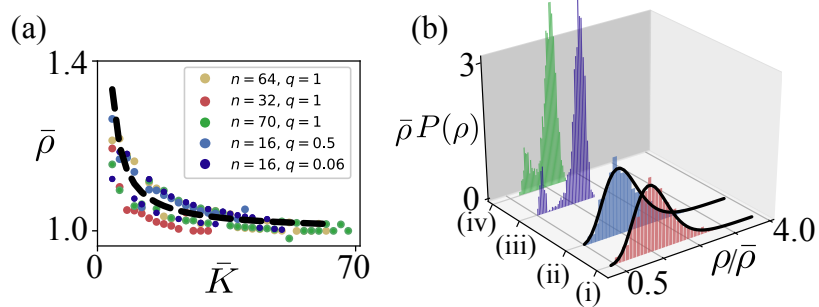 (a)
1.4
ρ̄
1.0
0
K̄
70
n = 64, q = 1
n = 32, q = 1
n = 70, q = 1
n = 16, q = 0.5
n = 16, q = 0.06
(b)
3
ρ̄ P(ρ)
0
(iv)
(iii)
(ii)
(i)
0.5
ρ/ρ̄
4.0